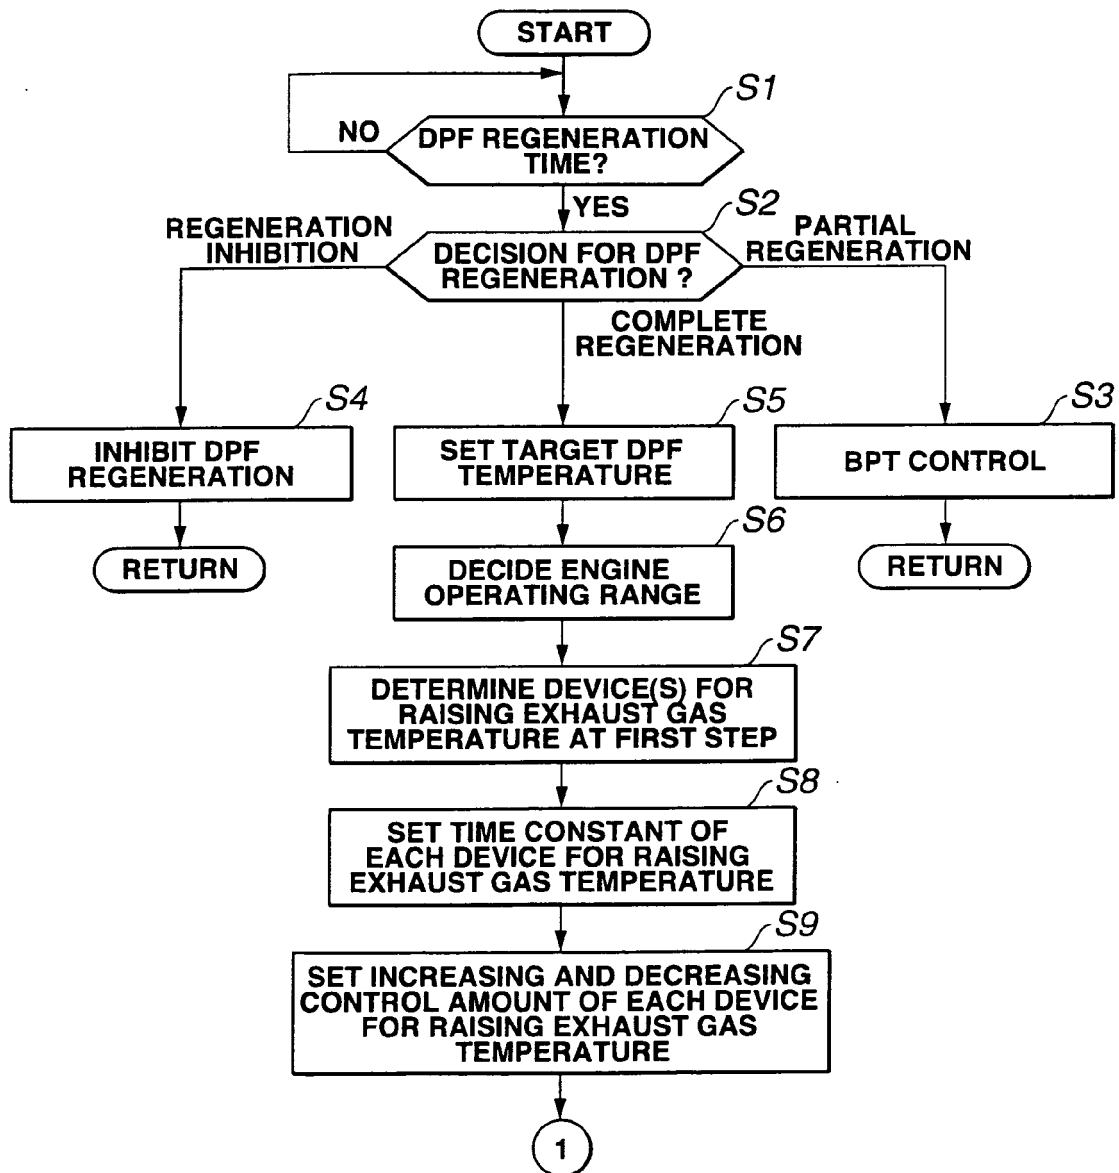 START
S1
NO
DPF REGENERATION
TIME?
YES
S2
REGENERATION
INHIBITION
PARTIAL
REGENERATION
DECISION FOR DPF
REGENERATION ?
COMPLETE
REGENERATION
S4
S5
S3
INHIBIT DPF
REGENERATION
SET TARGET DPF
TEMPERATURE
BPT CONTROL
S6
RETURN
DECIDE ENGINE
OPERATING RANGE
RETURN
S7
DETERMINE DEVICE(S) FOR
RAISING EXHAUST GAS
TEMPERATURE AT FIRST STEP
S8
SET TIME CONSTANT OF
EACH DEVICE FOR RAISING
EXHAUST GAS TEMPERATURE
S9
SET INCREASING AND DECREASING
CONTROL AMOUNT OF EACH DEVICE
FOR RAISING EXHAUST GAS
TEMPERATURE
1